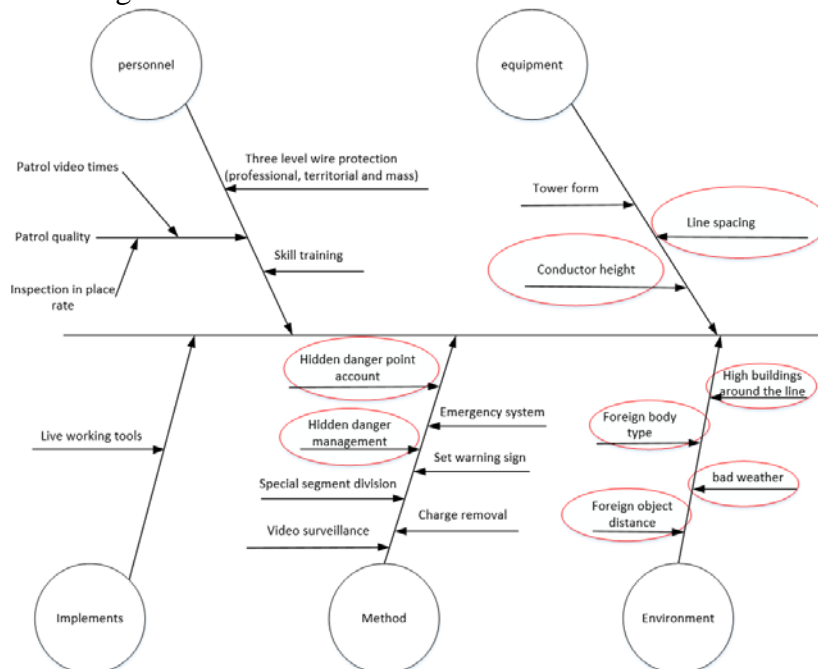 personnel
equipment
Three level wire protection
(professional, territorial and mass)
Patrol video times
Tower form
Line spacing
Patrol quality
Skill training
Conductor height
Inspection in place
rate
Hidden danger point
account
High buildings
around the line
Emergency system
Foreign body
type
Live working tools
Hidden danger
management
Set warning sign
Special segment division
bad weather
Foreign object
distance
Charge removal
Video surveillance
Implements
Method
Environment